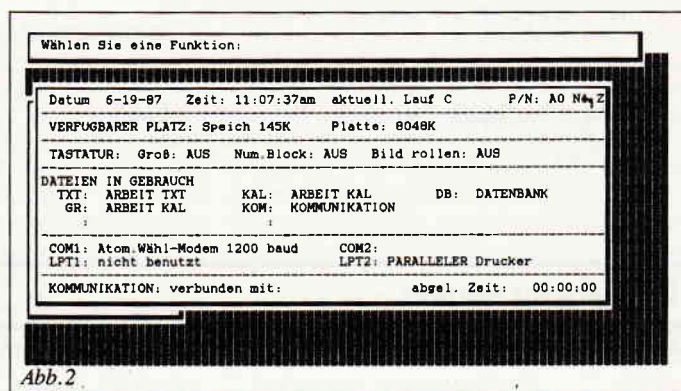 Wählen Sie eine Funktion:
Datum 6-19-87 Zeit: 11:07:37am aktuell. Lauf C P/N: A0 Z
VERFUGBARER PLATZ: Speich 145K Platte: 8048K
TASTATUR: Groß: AUS Num.Block: AUS Bild rollen: AUS
DATEIEN IN GEBRAUCH
TXT: ARBEIT TXT KAL: ARBEIT KAL DB: DATENBANK
GR: ARBEIT KAL KOM: KOMMUNIKATION
: :
COM1: Atom.Wähl-Modem 1200 baud COM2:
LPT1: nicht benutzt LPT2: PARALLELER Drucker
KOMMUNIKATION: verbunden mit: abgel. Zeit: 00:00:00
Abb.2